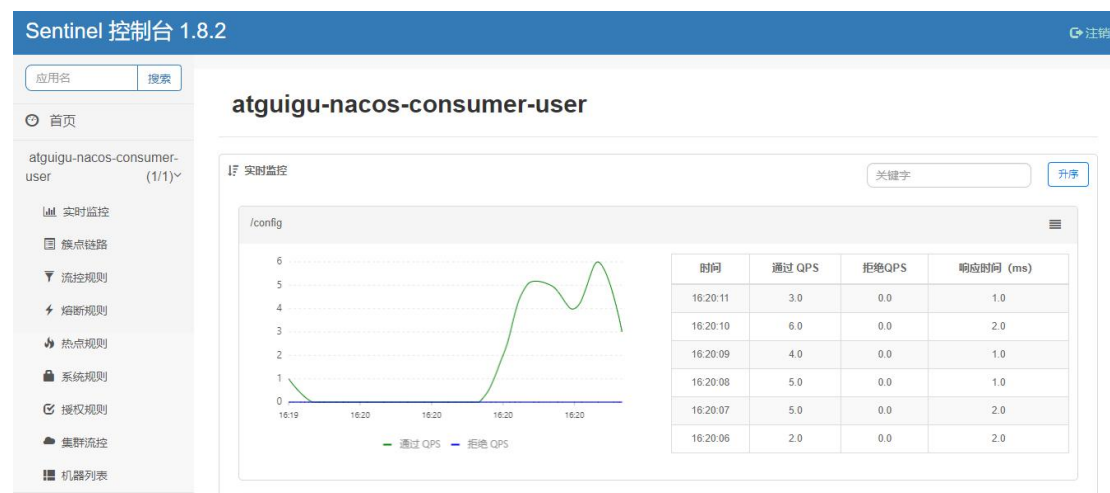 Sentinel 控制台 1.8.2
注销
应用名 搜索
首页
atguigu-nacos-consumer-
user (1/1)
实时监控
簇点链路
流控规则
熔断规则
热点规则
系统规则
授权规则
集群流控
机器列表
atguigu-nacos-consumer-user
实时监控 关键字 升序
/config
6
5
4
3
2
1
0
16:19 16:20 16:20 16:20 16:20
通过 QPS 拒绝 QPS
时间 通过 QPS 拒绝QPS 响应时间 (ms)
16:20:11 3.0 0.0 1.0
16:20:10 6.0 0.0 2.0
16:20:09 4.0 0.0 1.0
16:20:08 5.0 0.0 1.0
16:20:07 5.0 0.0 2.0
16:20:06 2.0 0.0 2.0